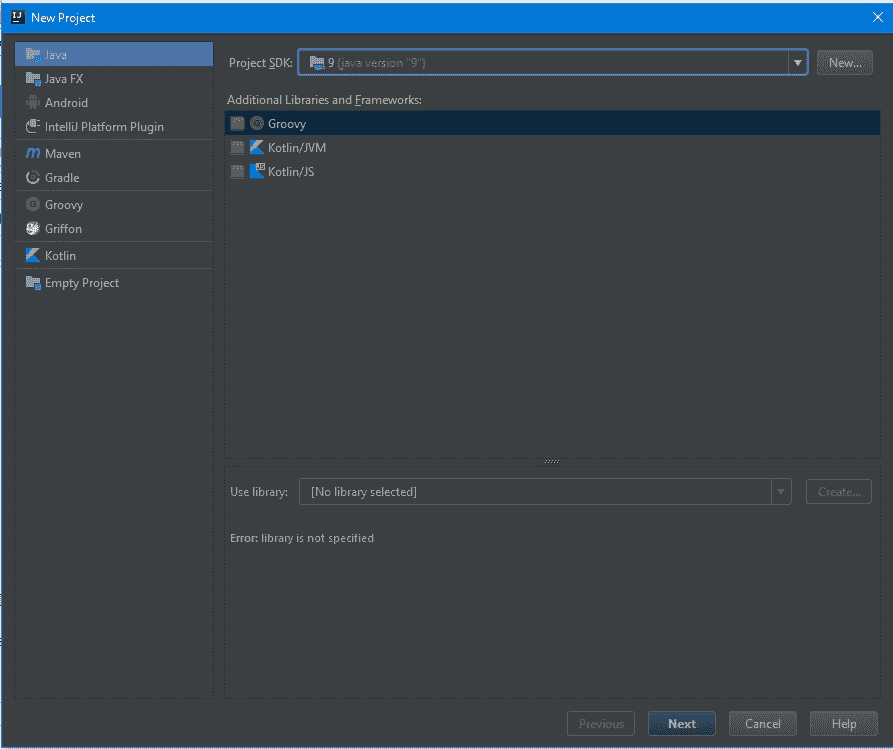 New Project
Java
Java FX
Android
IntelliJ Platform Plugin
Maven
Gradle
Groovy
Griffon
Kotlin
Empty Project
Project SDK: 9 (java version "9") New...
Additional Libraries and Frameworks:
Groovy
Kotlin/JVM
Kotlin/JS
Use library: [No library selected] Create...
Error: library is not specified
Previous Next Cancel Help